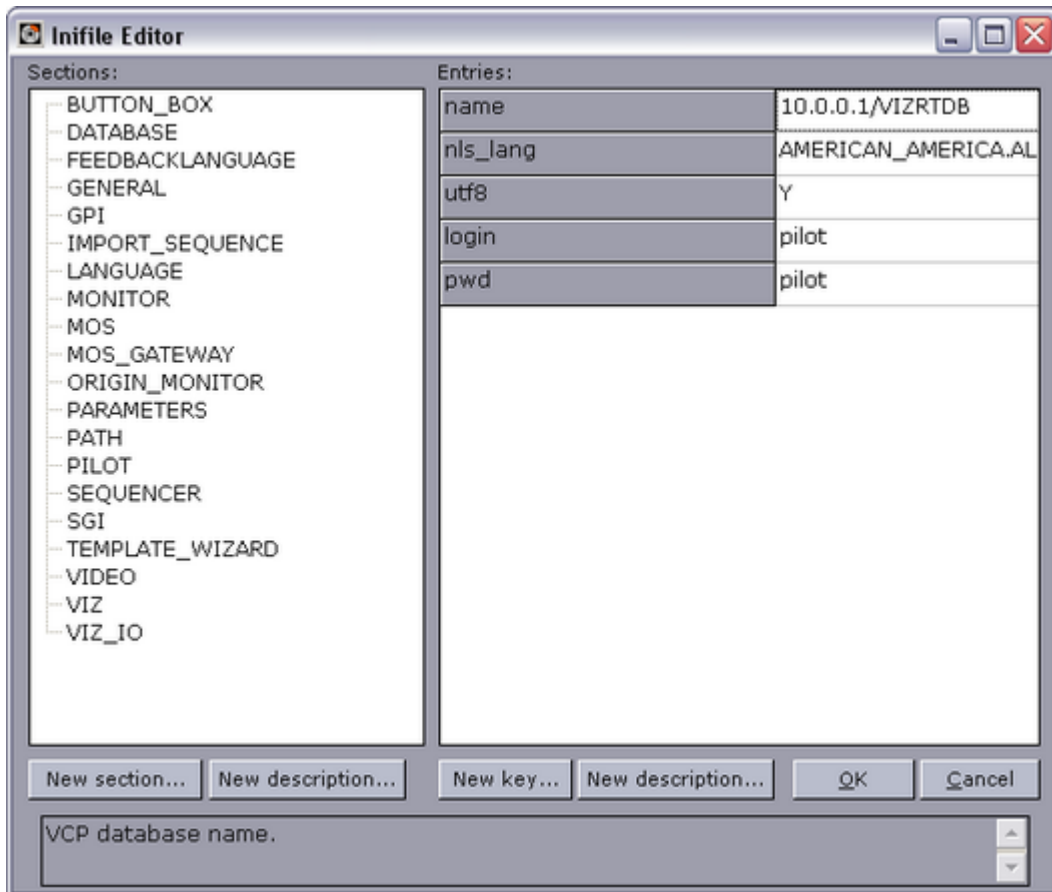 Inifile Editor
Sections:
BUTTON_BOX
DATABASE
FEEDBACKLANGUAGE
GENERAL
GPI
IMPORT_SEQUENCE
LANGUAGE
MONITOR
MOS
MOS_GATEWAY
ORIGIN_MONITOR
PARAMETERS
PATH
PILOT
SEQUENCER
SGI
TEMPLATE_WIZARD
VIDEO
VIZ
VIZ_IO
Entries:
name 10.0.0.1/VIZRTDB
nls_lang AMERICAN_AMERICA.AL
utf8 Y
login pilot
pwd pilot
New section... New description... New key... New description... OK Cancel
VCP database name.